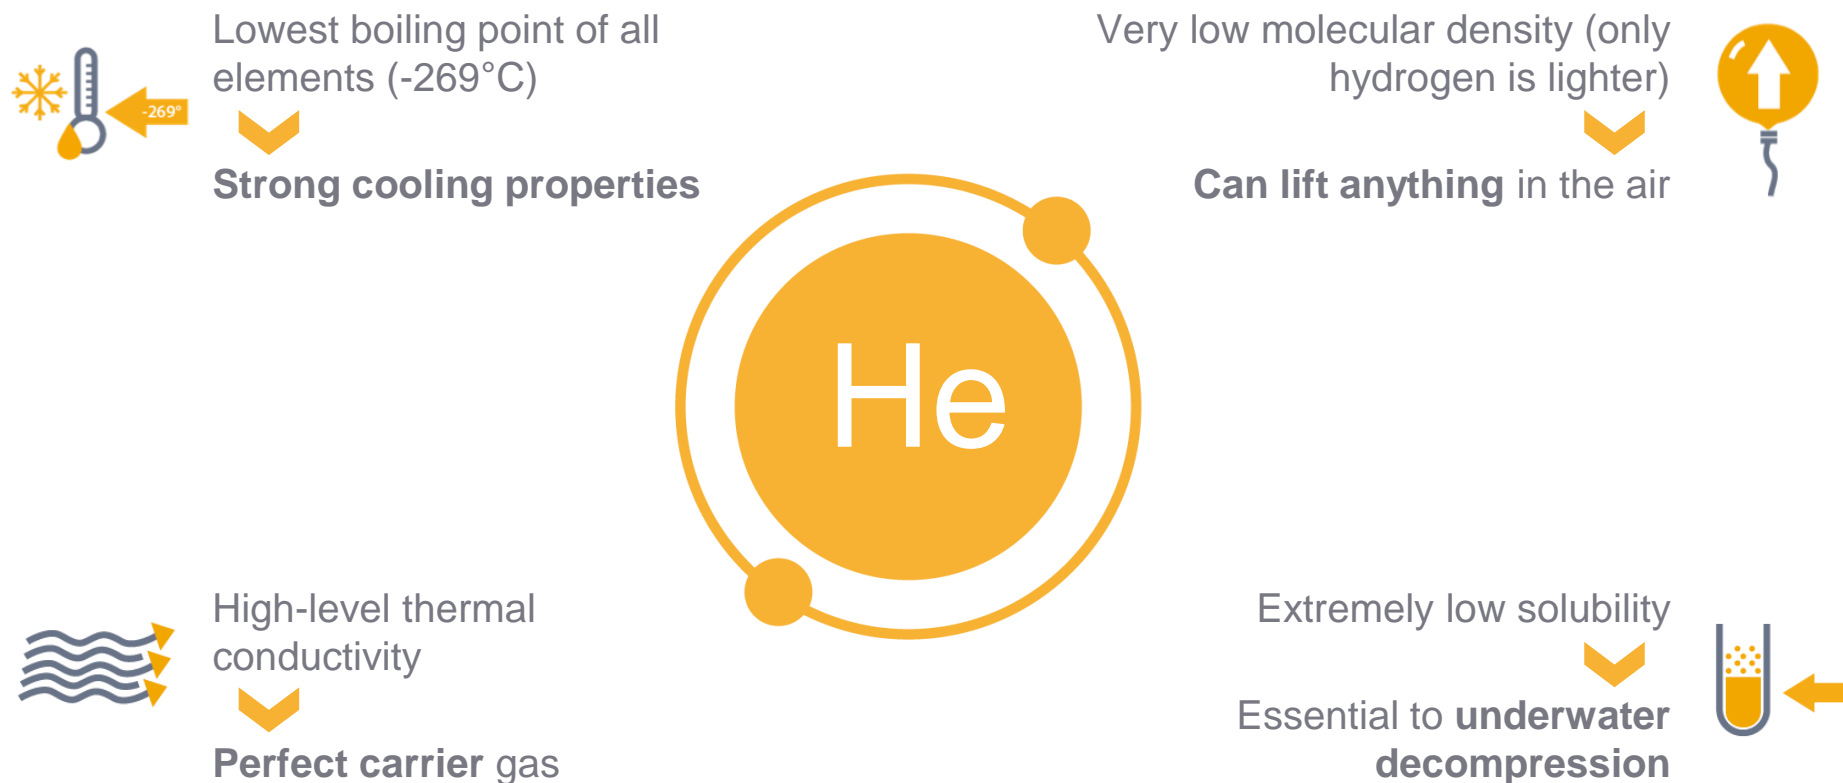 Lowest boiling point of all
elements (-269°C)
-269°
Strong cooling properties
Very low molecular density (only
hydrogen is lighter)
Can lift anything in the air
He
High-level thermal
conductivity
Perfect carrier gas
Extremely low solubility
Essential to underwater
decompression